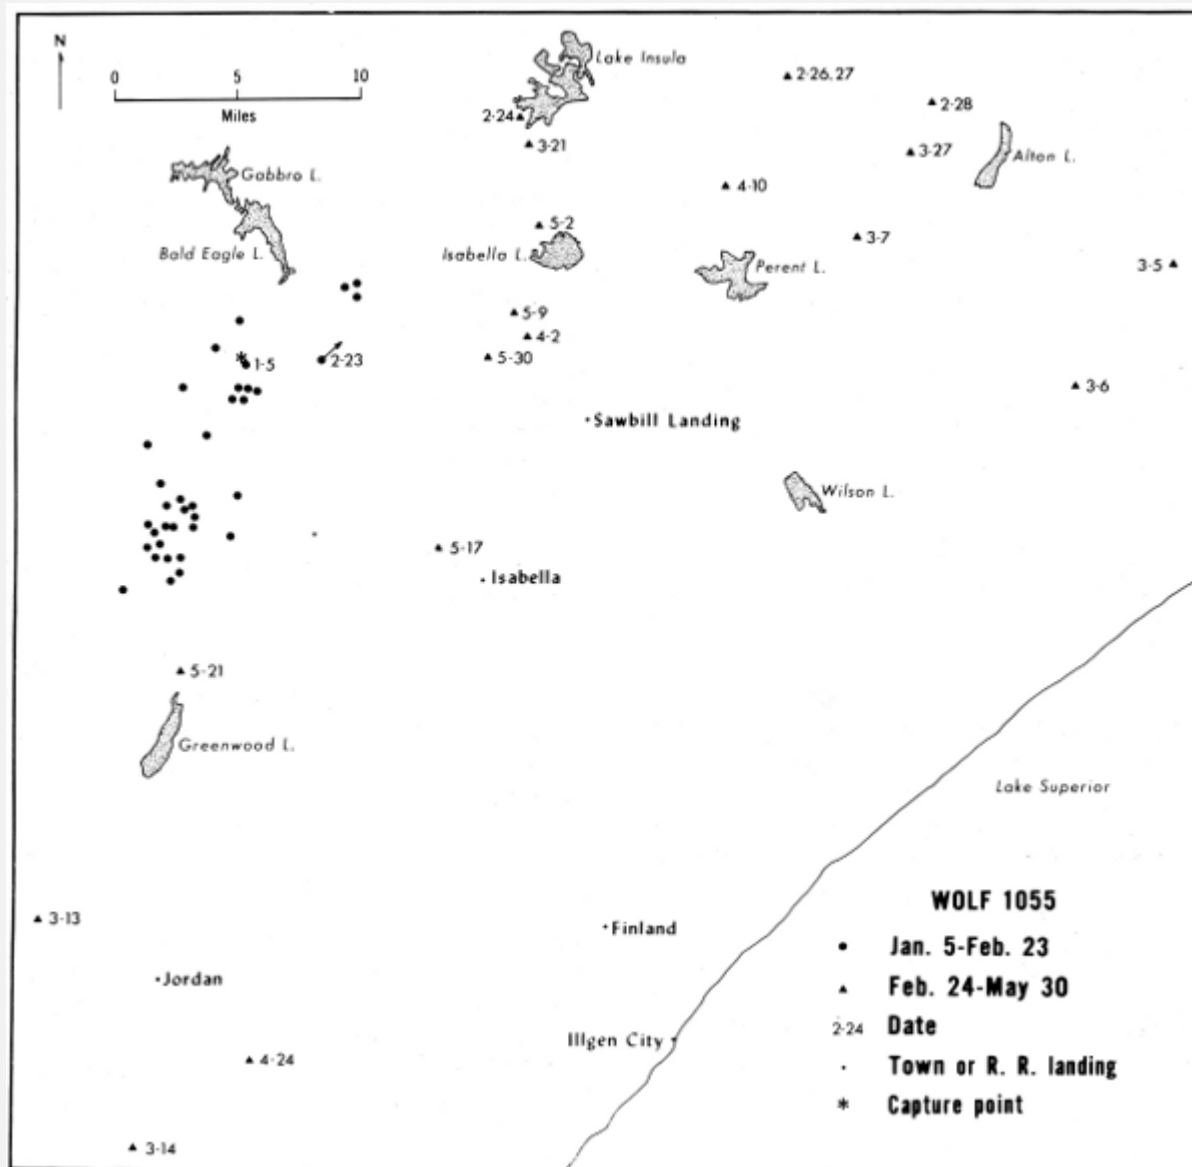 N
0 5 10
Miles
Lake Insula
2-26,27
2-28
2-24
3-21
3-27
Alton L.
Gabbro L.
4-10
5-2
3-7
Bald Eagle L.
Isabella L.
Perent L.
3-5
5-9
4-2
1-5
2-23
5-30
3-6
Sawbill Landing
Wilson L.
5-17
Isabella
5-21
Greenwood L.
Lake Superior
WOLF 1055
3-13
Finland
Jan. 5-Feb. 23
Jordan
Feb. 24-May 30
2-24 Date
Illgen City
4-24
Town or R. R. landing
Capture point
3-14